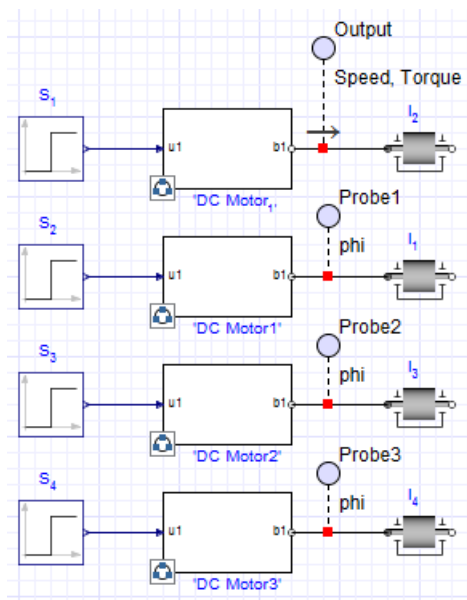 Output
Speed, Torque
S1
I2
u1
b1
'DC Motor1'
Probe1
S2
phi
I1
u1
b1
'DC Motor1'
Probe2
S3
phi
I3
u1
b1
'DC Motor2'
Probe3
S4
phi
I4
u1
b1
'DC Motor3'